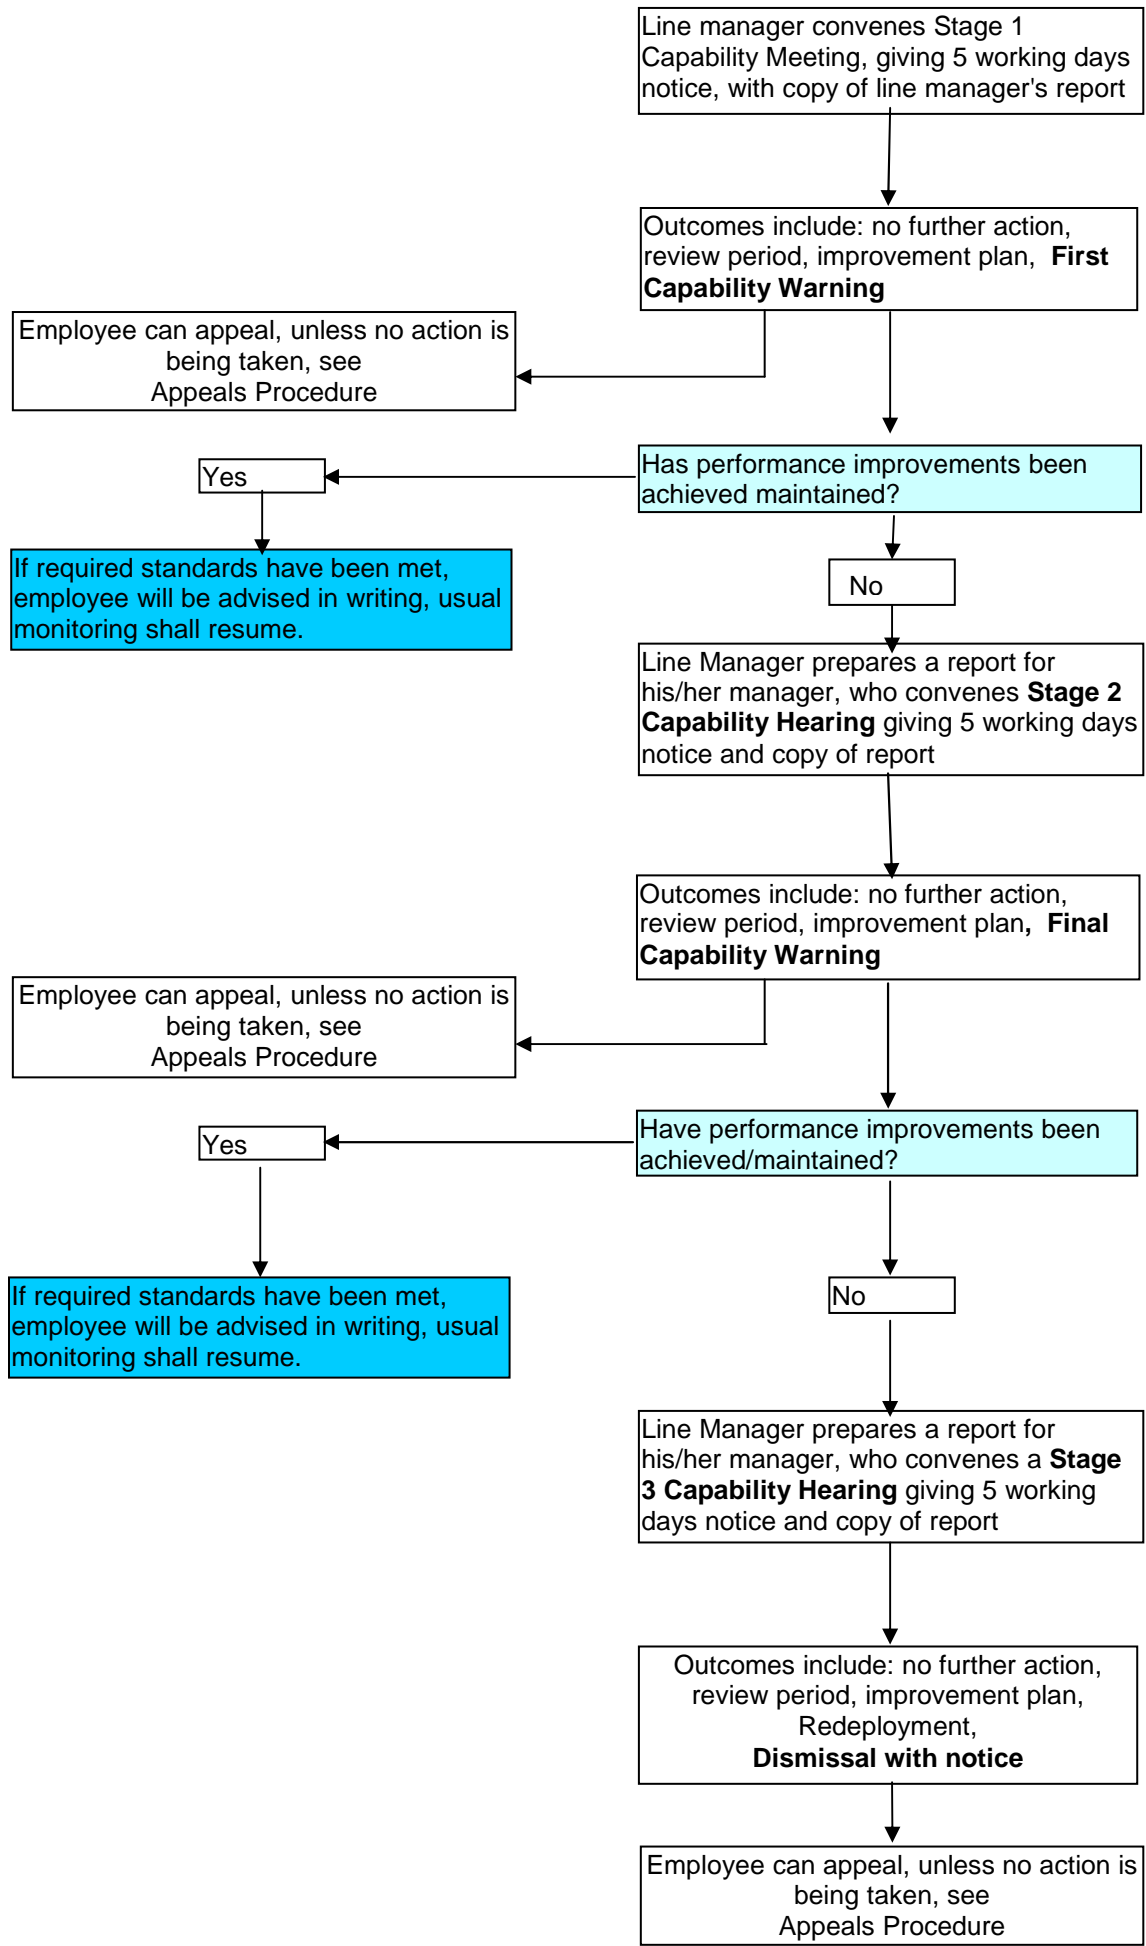 Line manager convenes Stage 1
Capability Meeting, giving 5 working days
notice, with copy of line manager's report
Outcomes include: no further action,
review period, improvement plan, First
Capability Warning
Employee can appeal, unless no action is
being taken, see
Appeals Procedure
Has performance improvements been
achieved maintained?
Yes
If required standards have been met,
employee will be advised in writing, usual
monitoring shall resume.
No
Line Manager prepares a report for
his/her manager, who convenes Stage 2
Capability Hearing giving 5 working days
notice and copy of report
Outcomes include: no further action,
review period, improvement plan, Final
Capability Warning
Employee can appeal, unless no action is
being taken, see
Appeals Procedure
Have performance improvements been
achieved/maintained?
Yes
If required standards have been met,
employee will be advised in writing, usual
monitoring shall resume.
No
Line Manager prepares a report for
his/her manager, who convenes a Stage
3 Capability Hearing giving 5 working
days notice and copy of report
Outcomes include: no further action,
review period, improvement plan,
Redeployment,
Dismissal with notice
Employee can appeal, unless no action is
being taken, see
Appeals Procedure